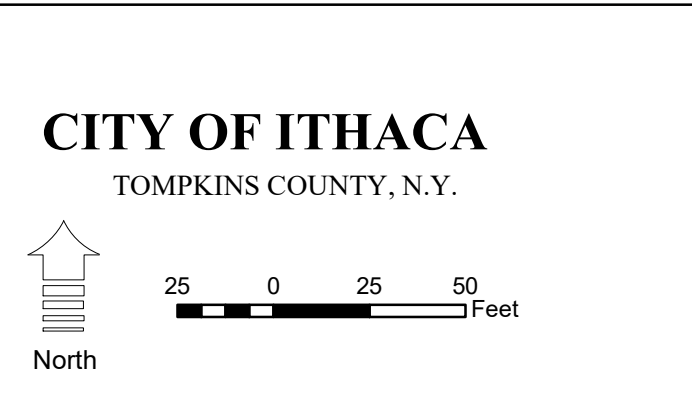 CITY OF ITHACA
TOMPKINS COUNTY, N.Y.
25 0 25 50
Feet
North